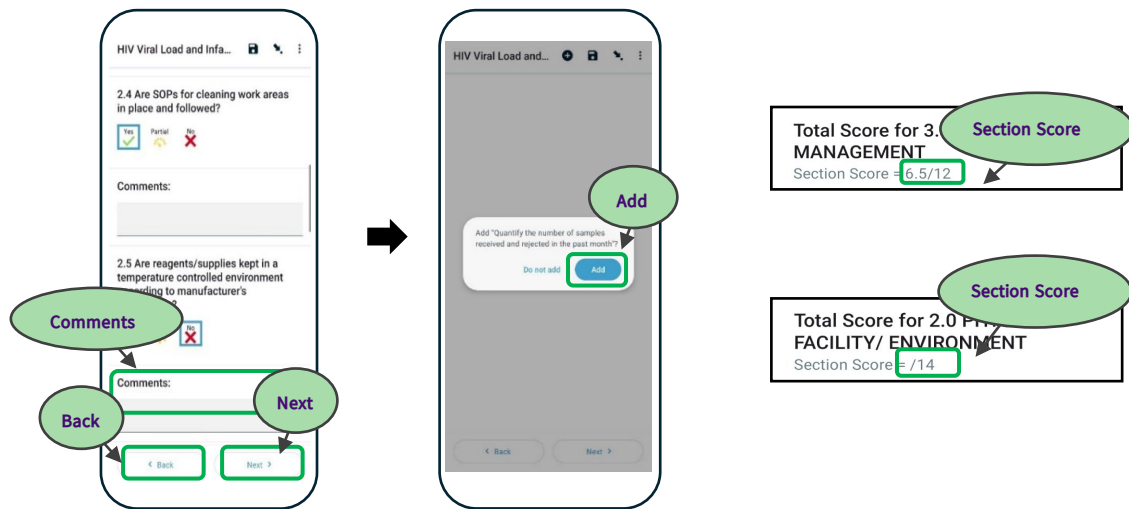 HIV Viral Load and Infa...
2.4 Are SOPs for cleaning work areas
in place and followed?
Yes
Partial
No
Comments:
2.5 Are reagents/supplies kept in a
temperature controlled environment
according to manufacturer's
No
Comments
Comments:
Back
Next
Back
Next
HIV Viral Load and...
Add
Add "Quantify the number of samples
received and rejected in the past month"?
Do not add
Add
Back
Next
Total Score for 3.
MANAGEMENT
Section Score = 6.5/12
Section Score
Total Score for 2.0
FACILITY/ ENVIRONMENT
Section Score = /14
Section Score